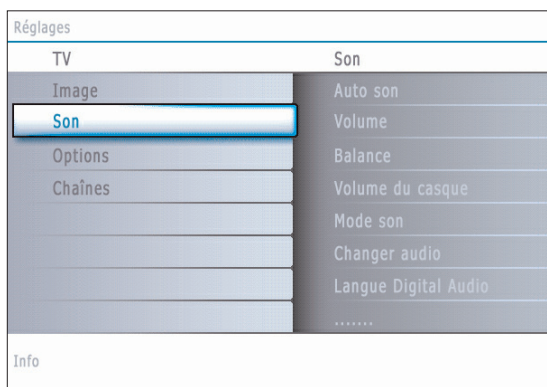 Réglages
TV
Son
Image
Son
Options
Chaînes
Auto son
Volume
Balance
Volume du casque
Mode son
Changer audio
Langue Digital Audio
.......
Info